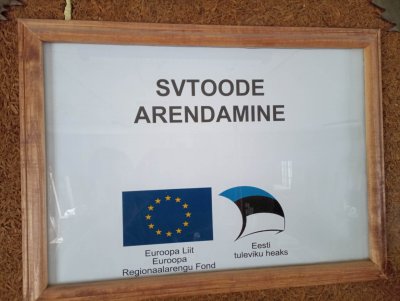 SVTOODE
ARENDAMINE
Euroopa Liit
Euroopa
Regionaalarengu Fond
Eesti
tuleviku heaks